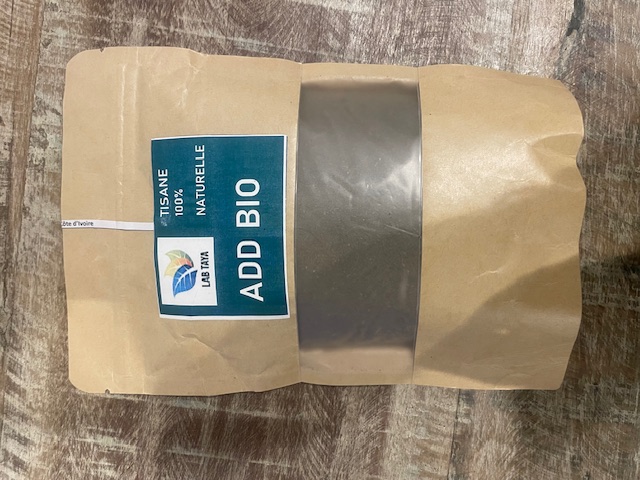 TISANE
100%
NATURELLE
LAB TAYA
ADD BIO
Côte d'Ivoire